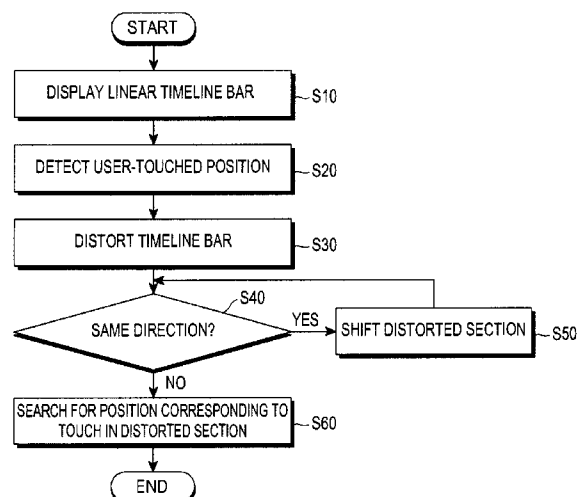 START
DISPLAY LINEAR TIMELINE BAR
S10
DETECT USER-TOUCHED POSITION
S20
DISTORT TIMELINE BAR
S30
S40
SAME DIRECTION?
YES
SHIFT DISTORTED SECTION
S50
NO
SEARCH FOR POSITION CORRESPONDING TO
TOUCH IN DISTORTED SECTION
S60
END